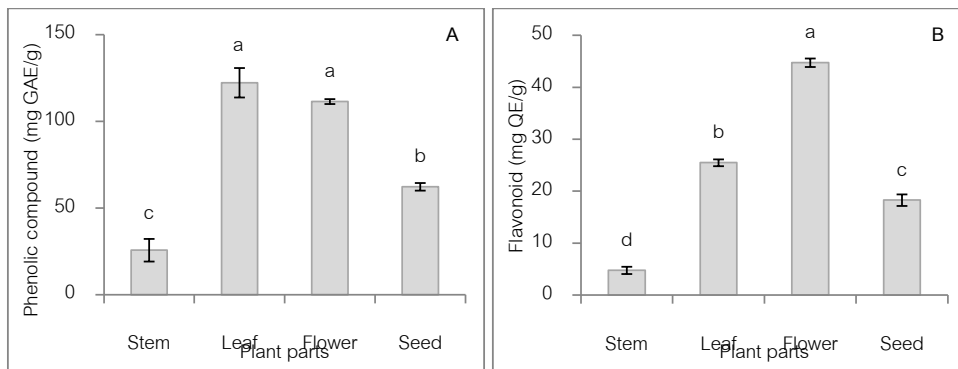 A
Phenolic compound (mg GAE/g)
150
100
50
0
a
a
b
c
Stem Leaf Flower Seed
Plant parts
B
Flavonoid (mg QE/g)
50
40
30
20
10
0
a
b
c
d
Stem Leaf Flower Seed
Plant parts